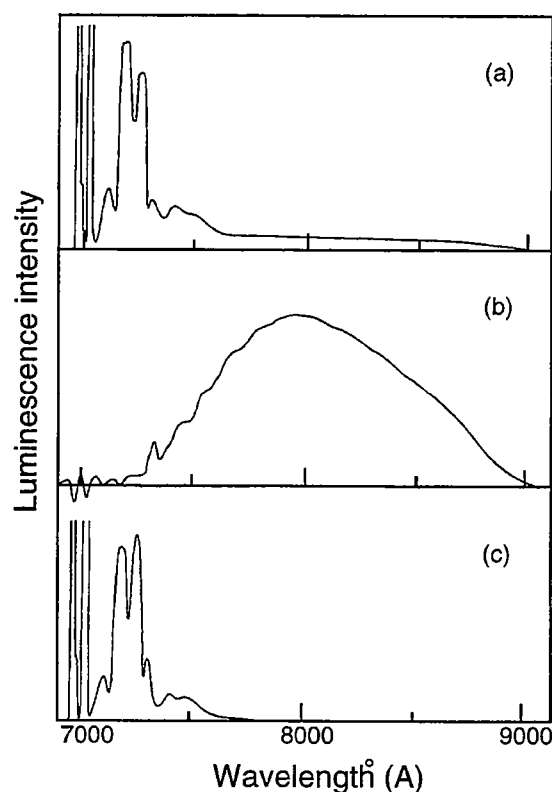 (a)
Luminescence intensity
(b)
(c)
7000 8000 9000
Wavelength (Å)